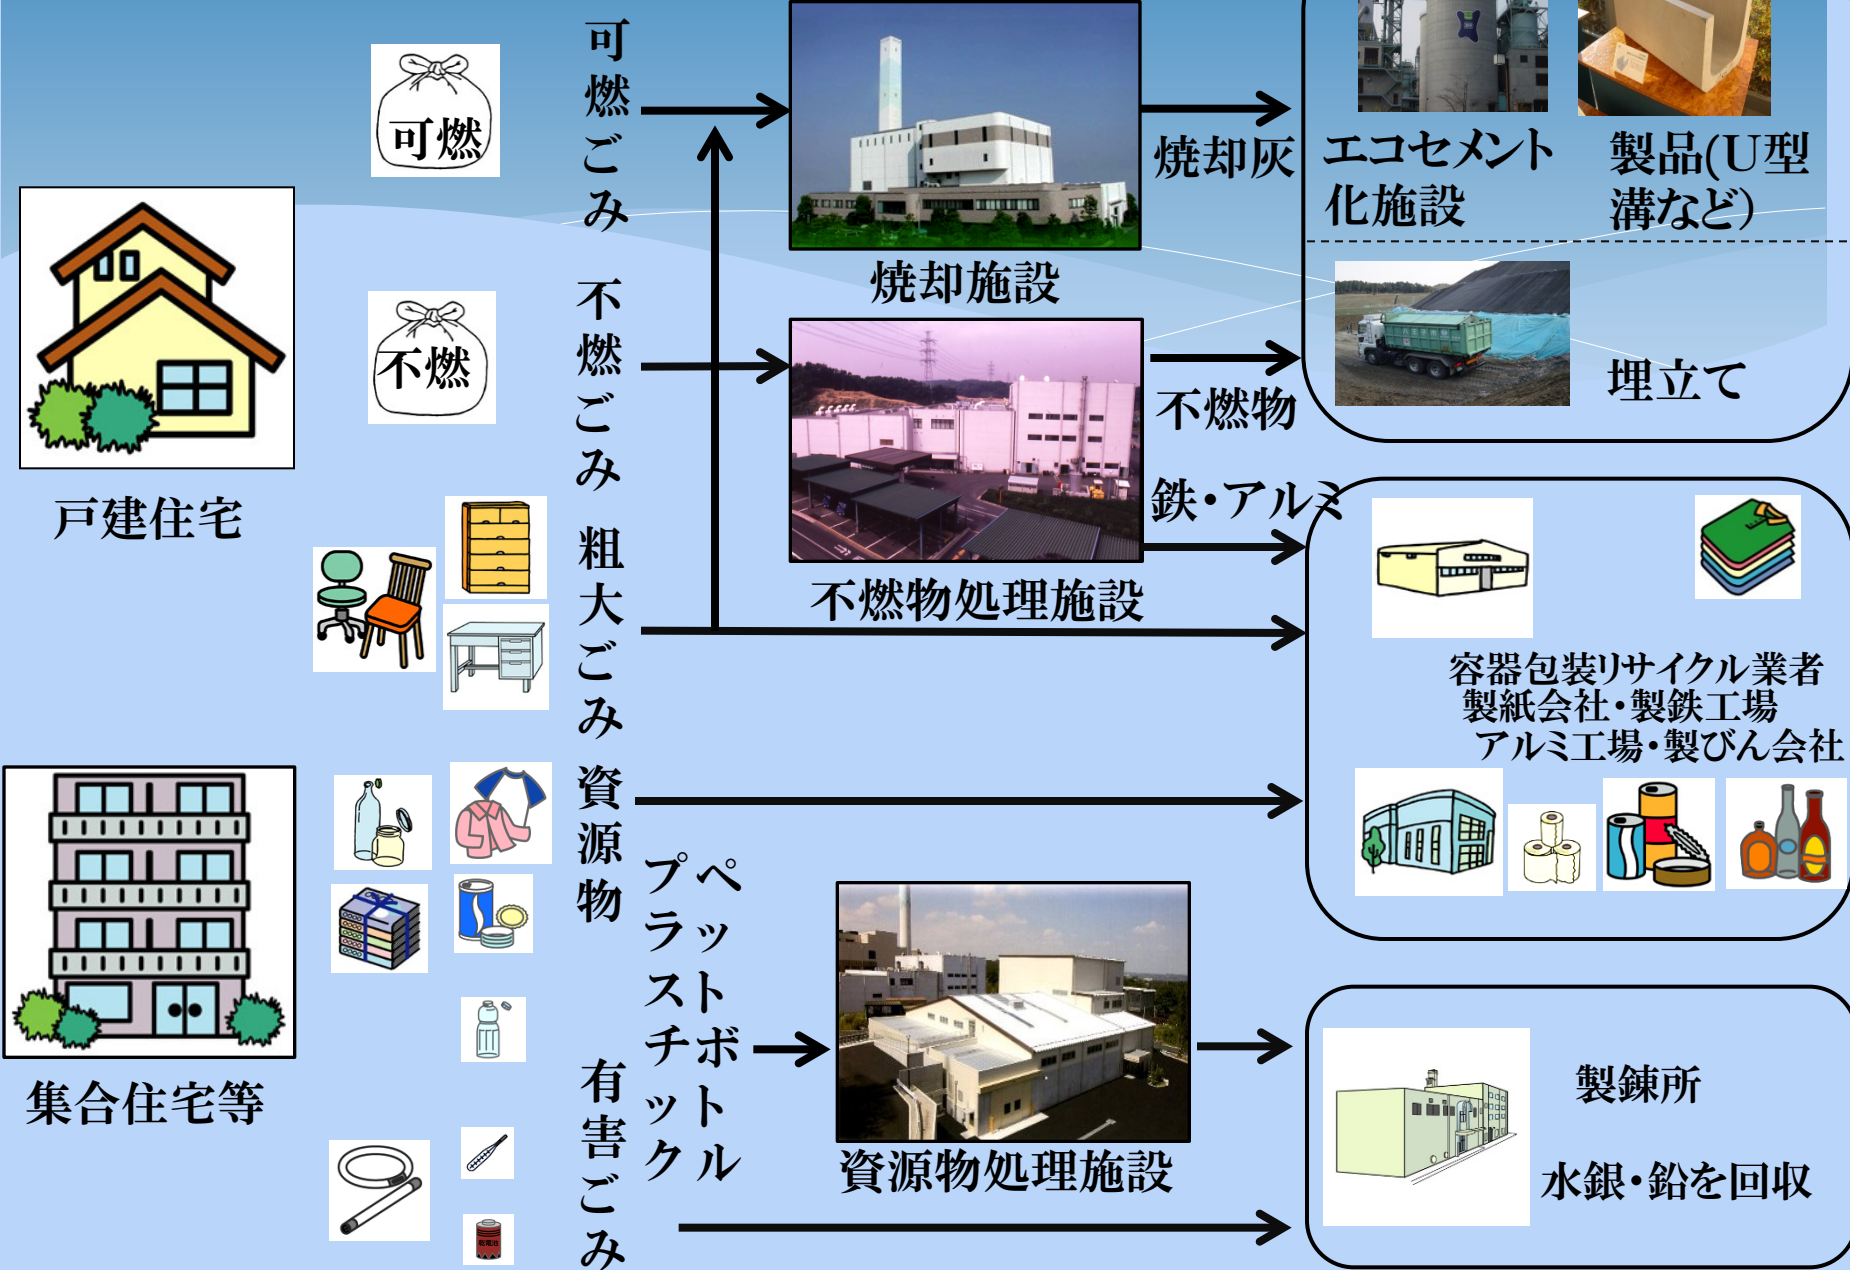 可燃
可燃ごみ
焼却施設
焼却灰
エコセメント
化施設
製品(U型
溝など)
戸建住宅
不燃
不燃ごみ
不燃物処理施設
不燃物
埋立て
鉄・アルミ
粗大ごみ
容器包装リサイクル業者
製紙会社・製鉄工場
アルミ工場・製びん会社
集合住宅等
資源物
ペットボトル
プラスチック
資源物処理施設
有害ごみ
乾電池
製錬所
水銀・鉛を回収